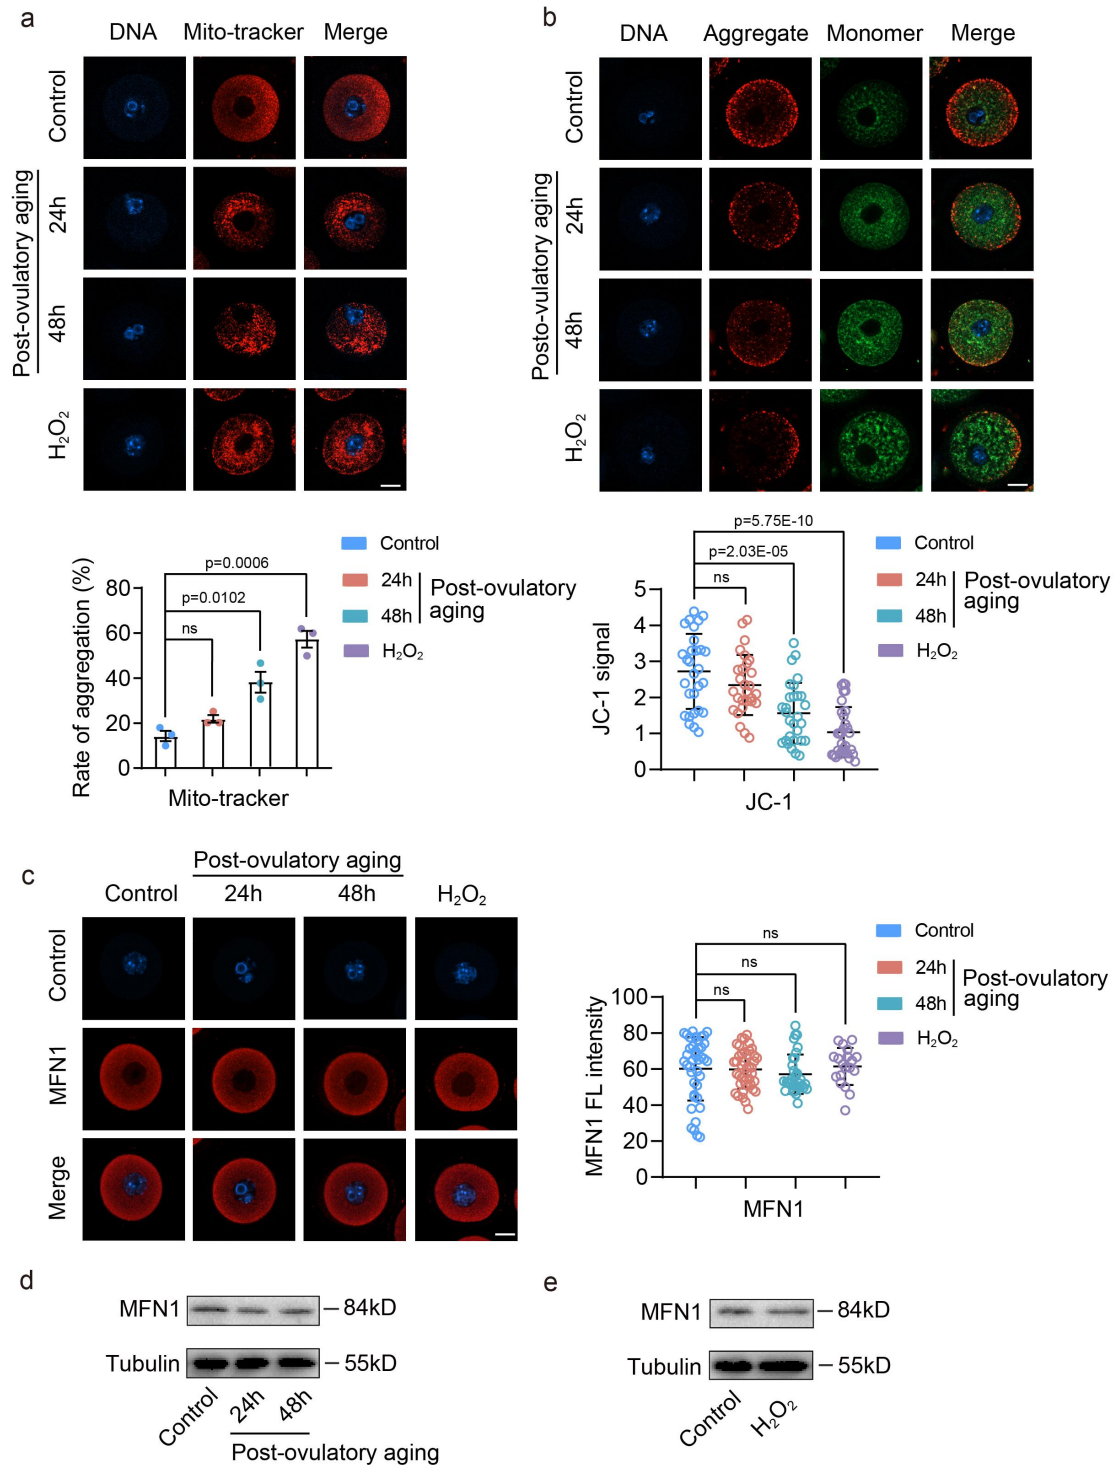 a
DNA Mito-tracker Merge
Control
Post-ovulatory aging
24h
48h
H₂O₂
Rate of aggregation (%)
80
60
40
20
0
p=0.0006
p=0.0102
ns
Mito-tracker
Control
24h
48h
Post-ovulatory
aging
H₂O₂
b
DNA Aggregate Monomer Merge
Control
Posto-vulatory aging
24h
48h
H₂O₂
JC-1 signal
5
4
3
2
1
0
p=5.75E-10
p=2.03E-05
ns
JC-1
Control
24h
48h
Post-ovulatory
aging
H₂O₂
c
Post-ovulatory aging
Control 24h 48h H₂O₂
Control
MFN1
Merge
MFN1 FL intensity
100
80
60
40
20
0
ns
ns
ns
MFN1
Control
24h
48h
Post-ovulatory
aging
H₂O₂
d
MFN1 84kD
Tubulin 55kD
Control 24h 48h
Post-ovulatory aging
e
MFN1 84kD
Tubulin 55kD
Control H₂O₂